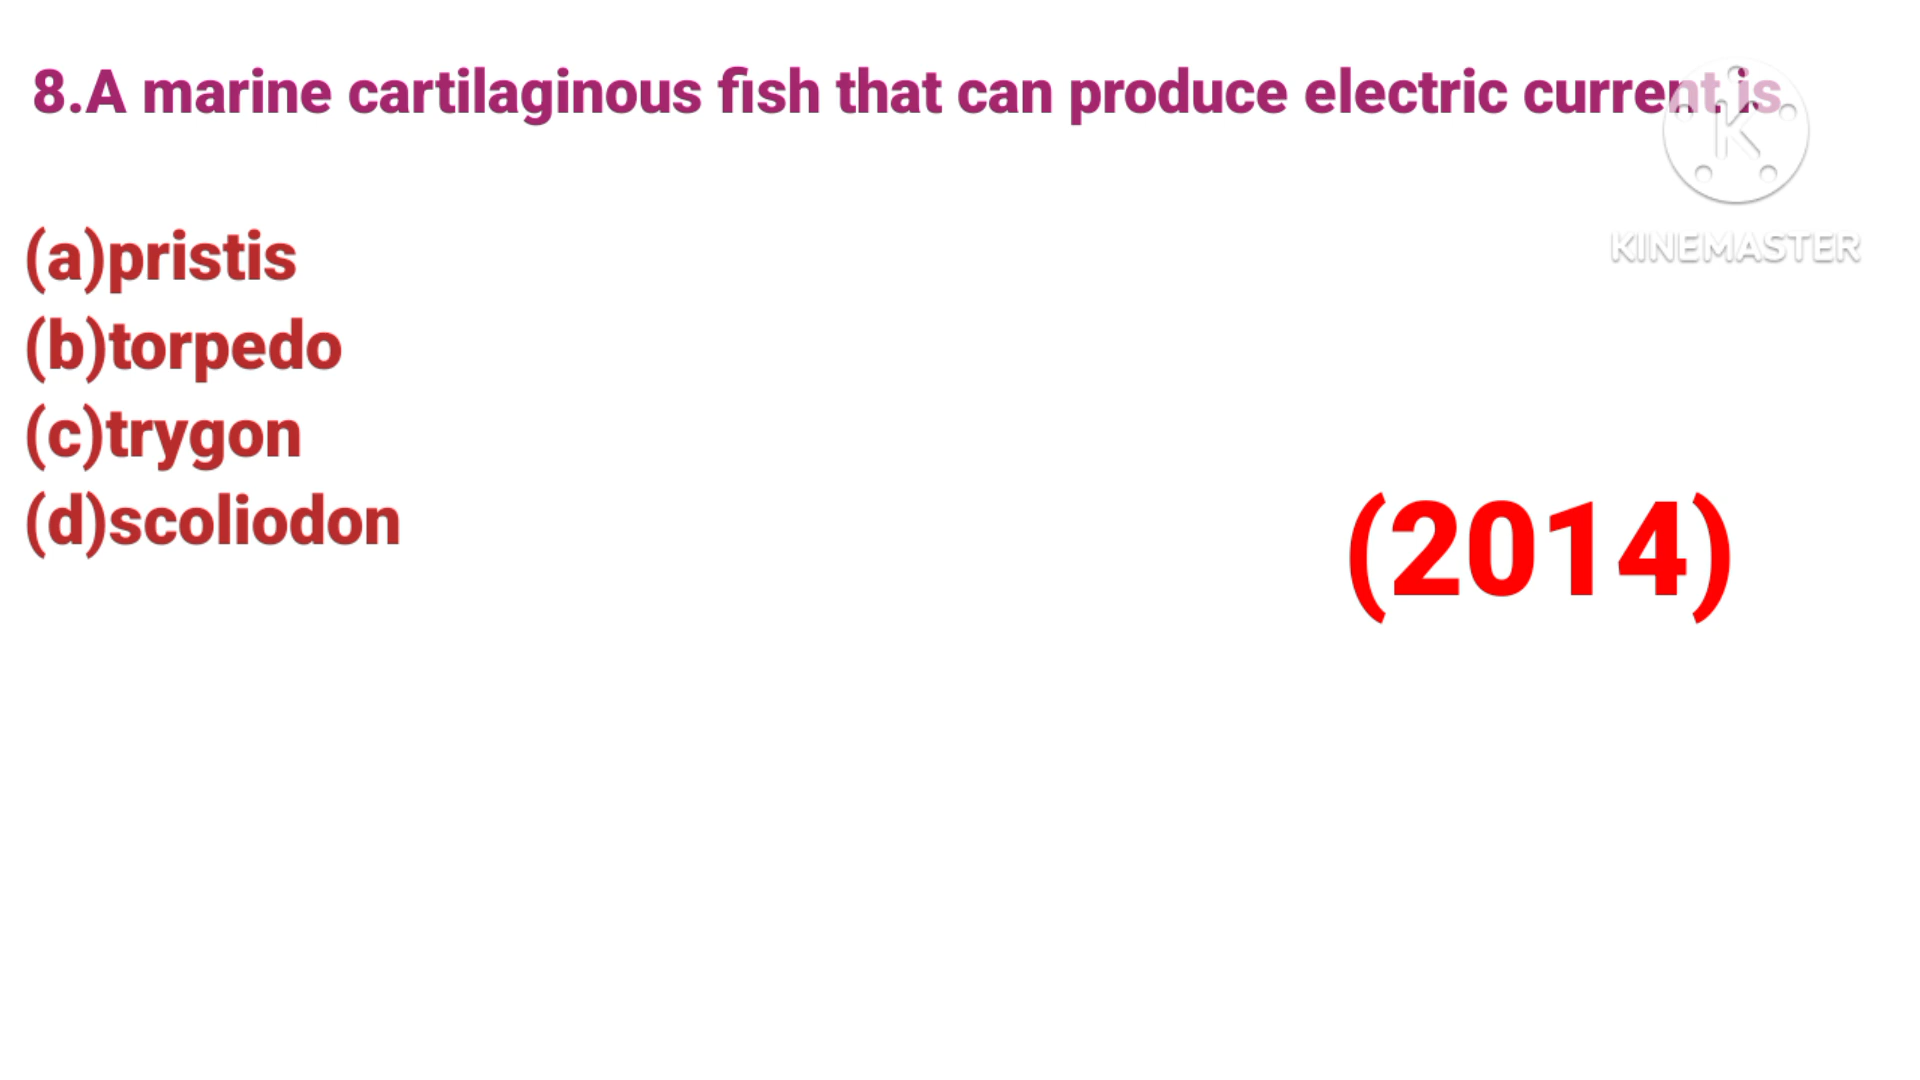 8.A marine cartilaginous fish that can produce electric current is
K
KINEMASTER
(a)pristis
(b)torpedo
(c)trygon
(d)scoliodon
(2014)